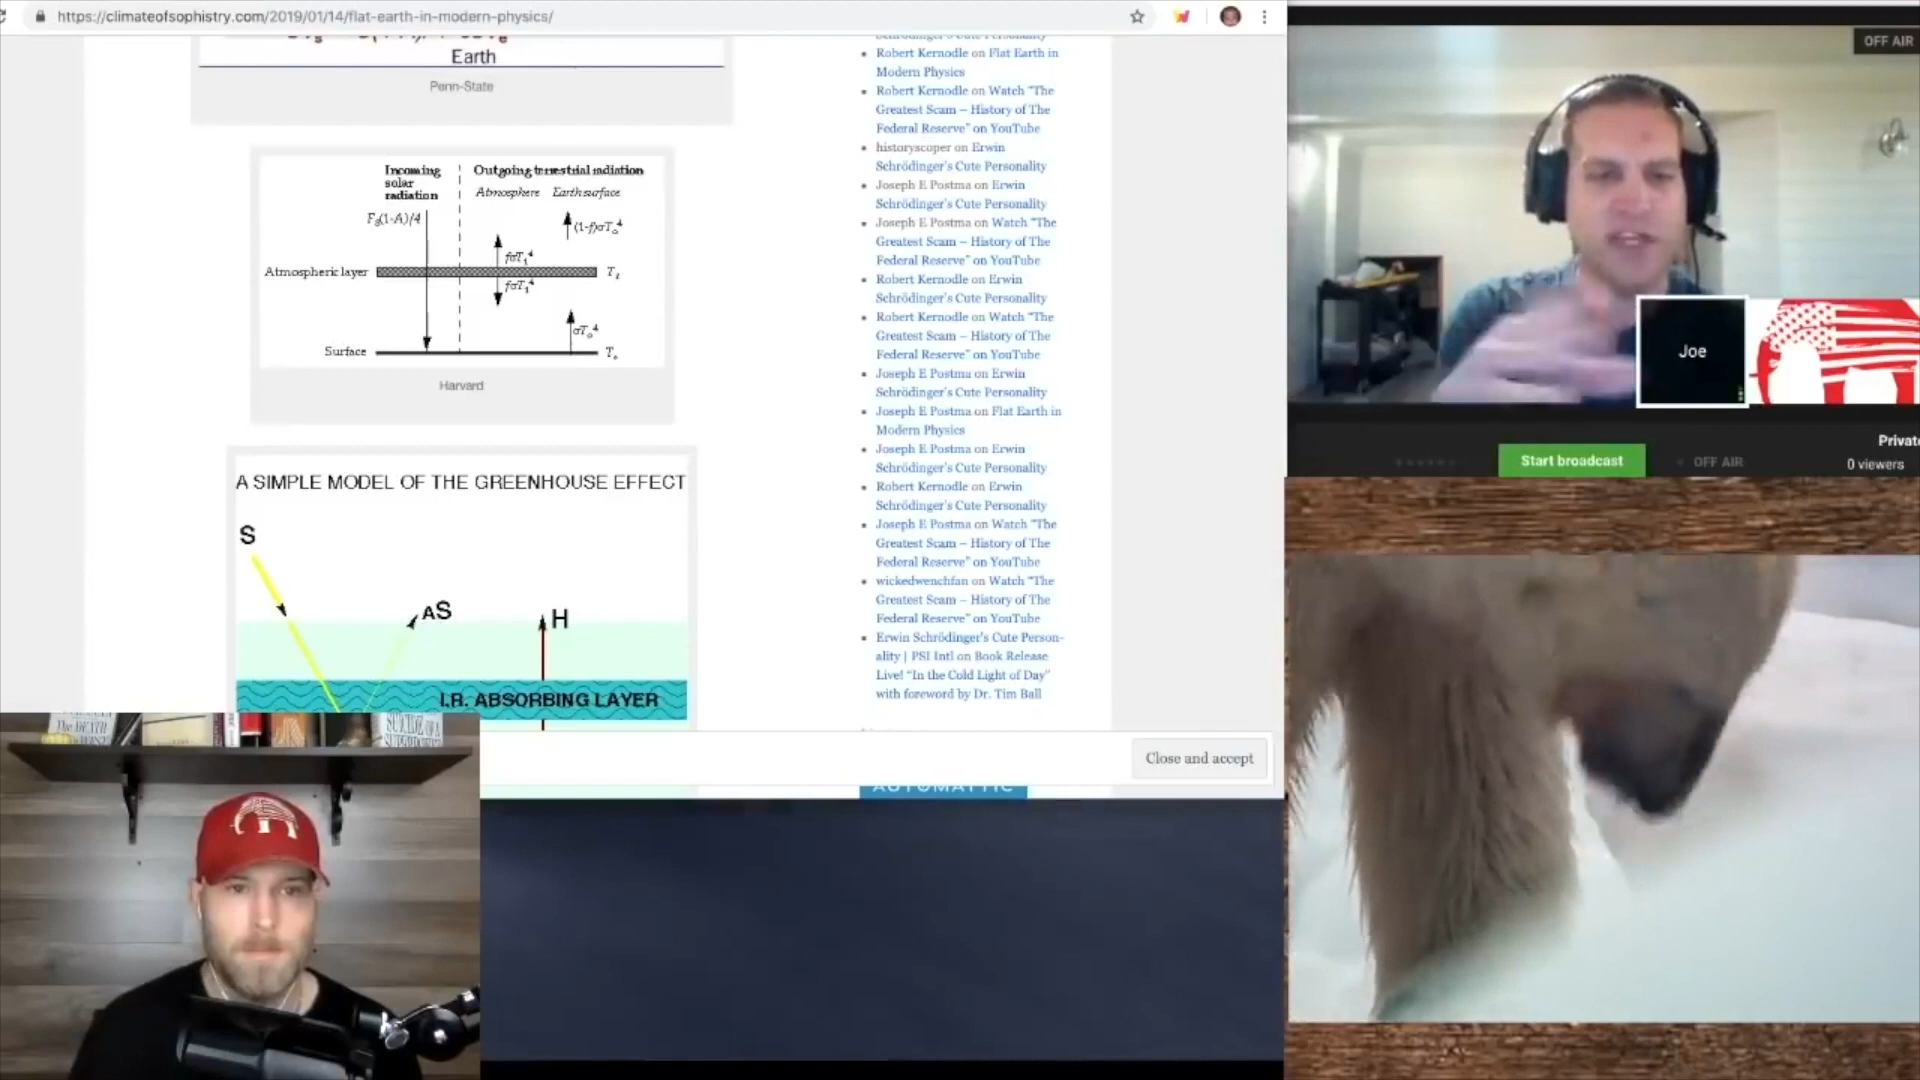 https://climateofsophistry.com/2019/01/14/flat-earth-in-modern-physics/
Earth
Penn-State
Incoming
solar
radiation
Outgoing terrestrial radiation
Atmosphere Earth surface
Atmospheric layer
Surface
Harvard
A SIMPLE MODEL OF THE GREENHOUSE EFFECT
S
AS
H
I.R. ABSORBING LAYER
Schrödinger's Cute Personality
Robert Kernodle on Flat Earth in
Modern Physics
Robert Kernodle on Watch "The
Greatest Scam – History of The
Federal Reserve" on YouTube
historyscoper on Erwin
Schrödinger's Cute Personality
Joseph E Postma on Erwin
Schrödinger's Cute Personality
Joseph E Postma on Watch "The
Greatest Scam – History of The
Federal Reserve" on YouTube
Robert Kernodle on Erwin
Schrödinger's Cute Personality
Robert Kernodle on Watch "The
Greatest Scam – History of The
Federal Reserve" on YouTube
Joseph E Postma on Erwin
Schrödinger's Cute Personality
Joseph E Postma on Flat Earth in
Modern Physics
Joseph E Postma on Erwin
Schrödinger's Cute Personality
Robert Kernodle on Erwin
Schrödinger's Cute Personality
Joseph E Postma on Watch "The
Greatest Scam – History of The
Federal Reserve" on YouTube
wickedwenchfan on Watch "The
Greatest Scam – History of The
Federal Reserve" on YouTube
Erwin Schrödinger's Cute Person-
ality | PSI Intl on Book Release
Live! "In the Cold Light of Day"
with foreword by Dr. Tim Ball
Close and accept
AUTOMATTIC
OFF AIR
Joe
Private
Start broadcast
OFF AIR
0 viewers